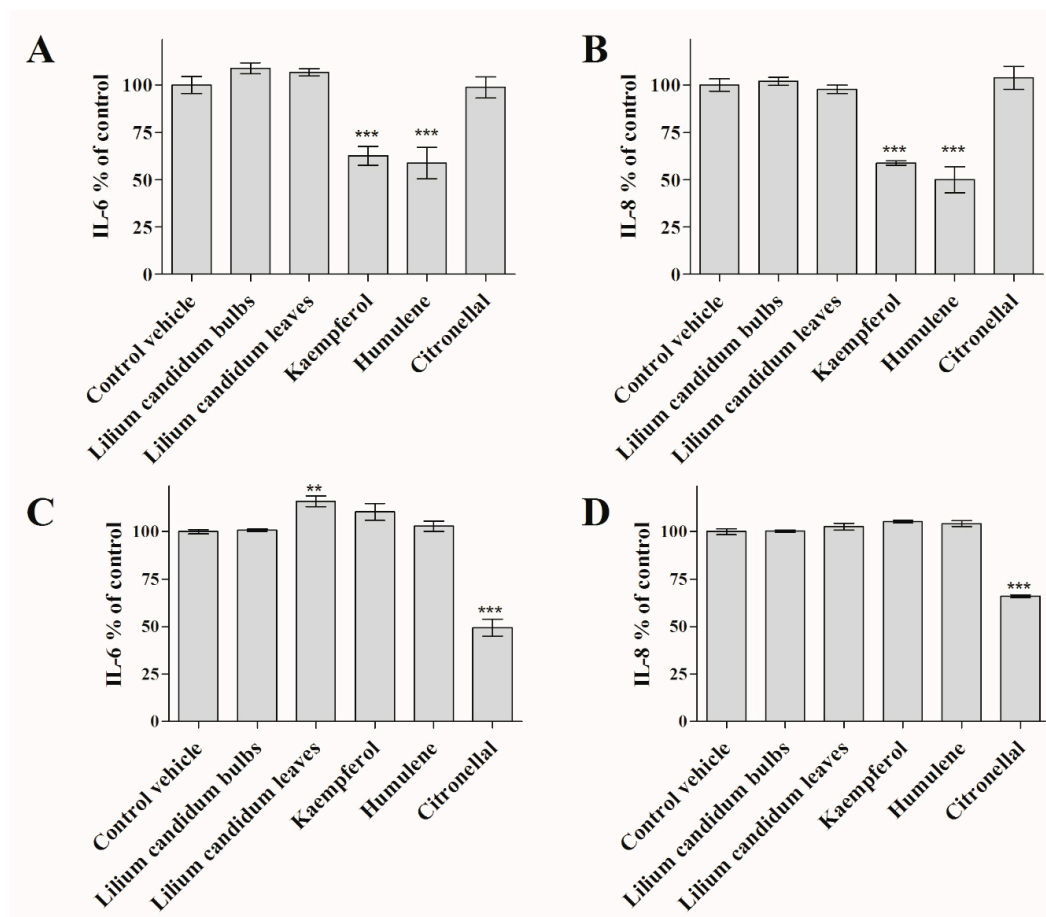 A
IL-6 % of control
100
75
50
25
0
***
***
Control vehicle
Lilium candidum bulbs
Lilium candidum leaves
Kaempferol
Humulene
Citronellal
B
IL-8 % of control
100
75
50
25
0
***
***
Control vehicle
Lilium candidum bulbs
Lilium candidum leaves
Kaempferol
Humulene
Citronellal
C
IL-6 % of control
100
75
50
25
0
**
***
Control vehicle
Lilium candidum bulbs
Lilium candidum leaves
Kaempferol
Humulene
Citronellal
D
IL-8 % of control
100
75
50
25
0
***
Control vehicle
Lilium candidum bulbs
Lilium candidum leaves
Kaempferol
Humulene
Citronellal